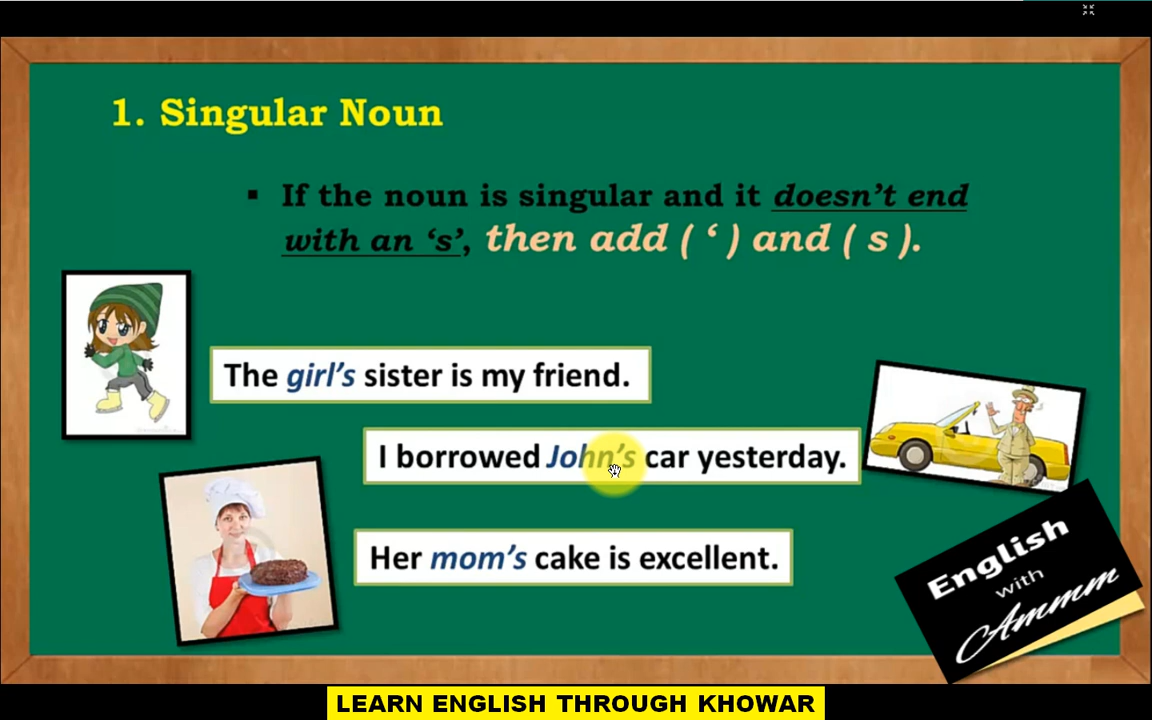 1. Singular Noun
▪ If the noun is singular and it doesn’t end
with an ‘s’, then add ( ‘ ) and ( s ).
The girl’s sister is my friend.
I borrowed John’s car yesterday.
Her mom’s cake is excellent.
English
with
Ammm
LEARN ENGLISH THROUGH KHOWAR